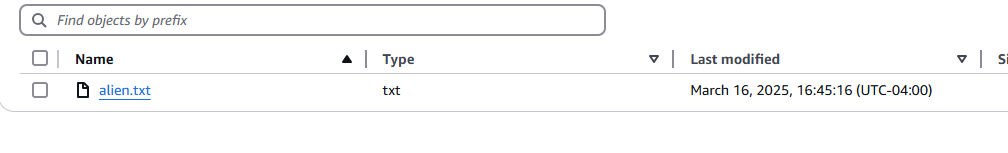 Find objects by prefix
Name Type Last modified
alien.txt txt March 16, 2025, 16:45:16 (UTC-04:00)